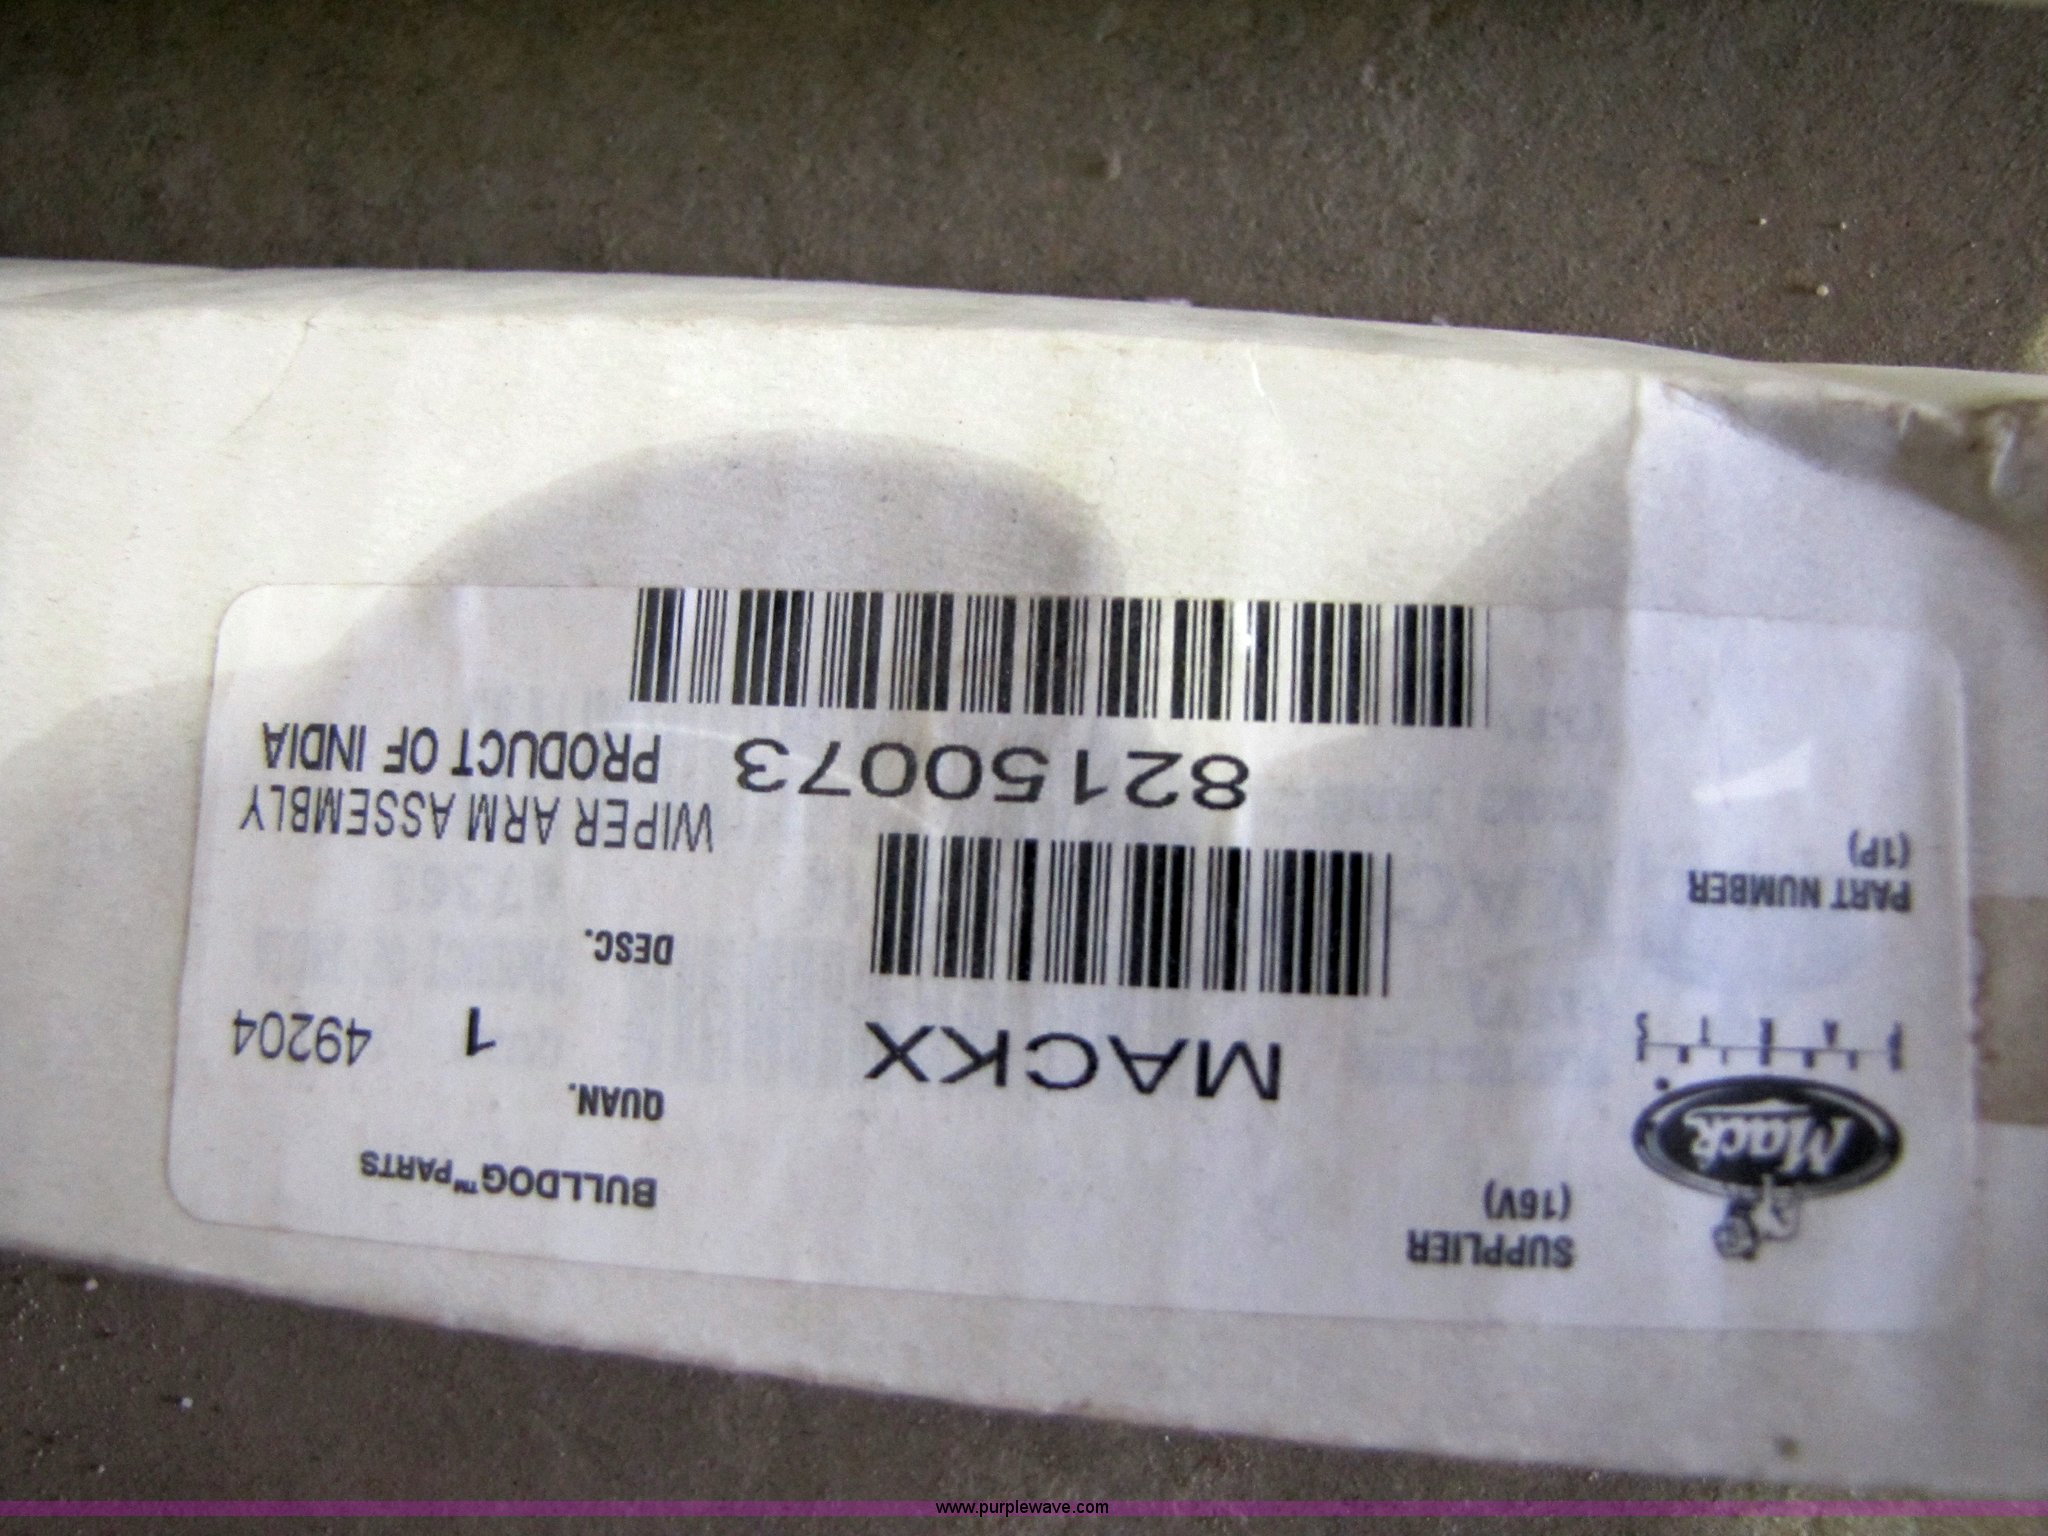 Mack
PARTS
SUPPLIER
(16V)
MACKX
BULLDOG™ PARTS
QUAN.
1 49204
DESC.
WIPER ARM ASSEMBLY
PRODUCT OF INDIA
PART NUMBER
(1P)
82150073
www.purplewave.com